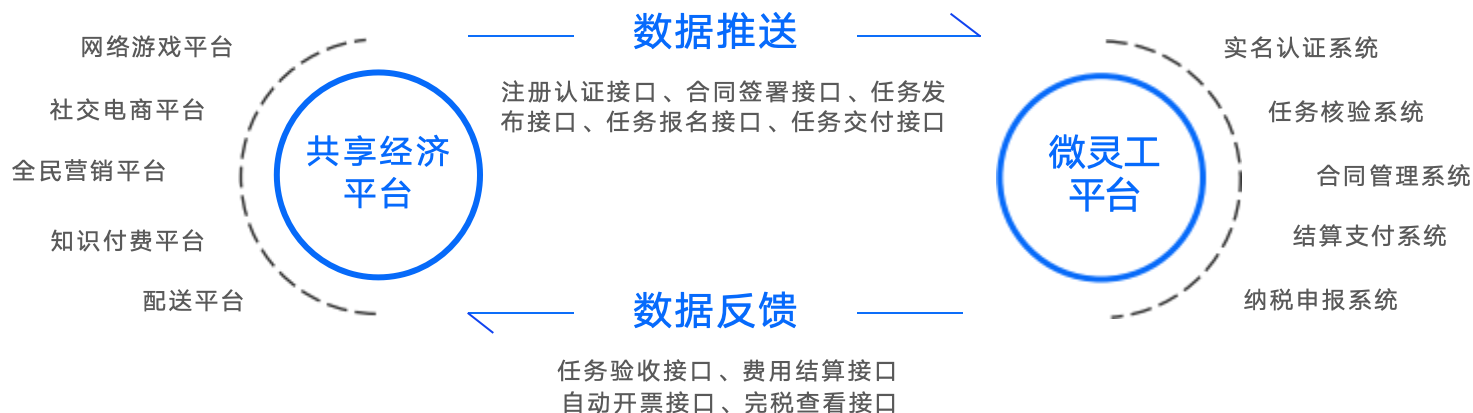 网络游戏平台
社交电商平台
全民营销平台
知识付费平台
配送平台
共享经济
平台
数据推送
注册认证接口、合同签署接口、任务发
布接口、任务报名接口、任务交付接口
数据反馈
任务验收接口、费用结算接口
自动开票接口、完税查看接口
微灵工
平台
实名认证系统
任务核验系统
合同管理系统
结算支付系统
纳税申报系统